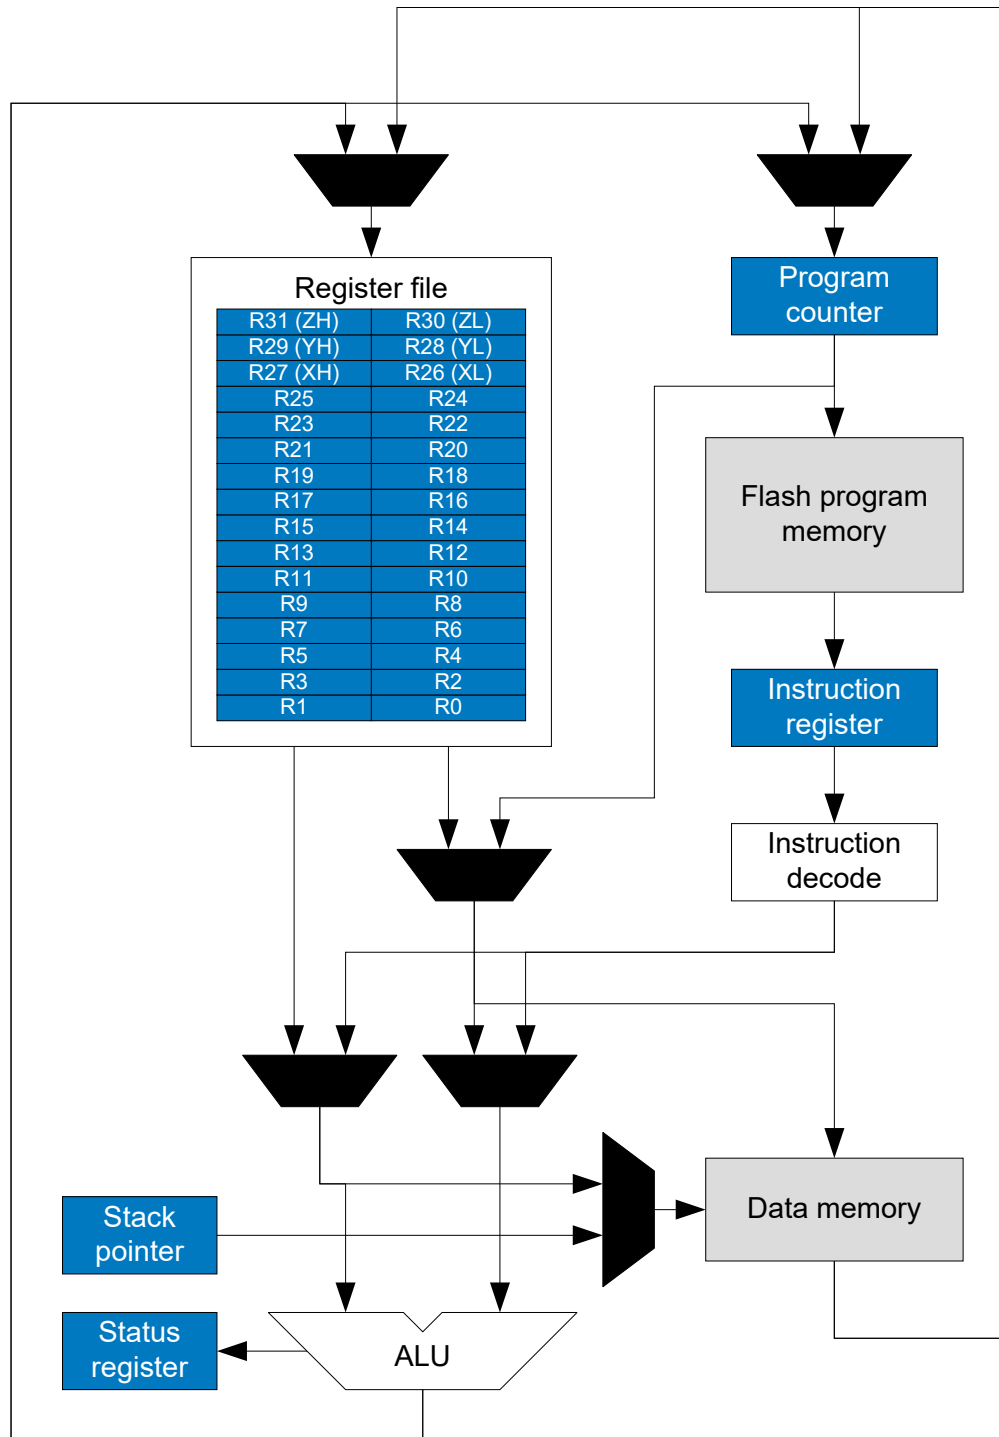 Register file
R31 (ZH) R30 (ZL)
R29 (YH) R28 (YL)
R27 (XH) R26 (XL)
R25 R24
R23 R22
R21 R20
R19 R18
R17 R16
R15 R14
R13 R12
R11 R10
R9 R8
R7 R6
R5 R4
R3 R2
R1 R0
Program
counter
Flash program
memory
Instruction
register
Instruction
decode
Data memory
Stack
pointer
Status
register
ALU